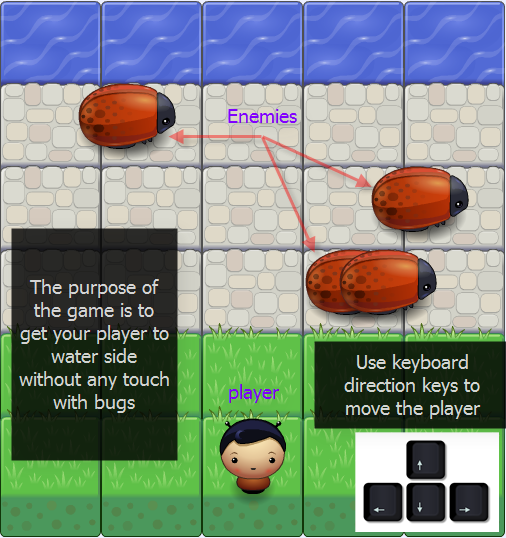 Enemies
The purpose of
the game is to
get your player to
water side
without any touch
with bugs
player
Use keyboard
direction keys to
move the player
↑
← ↓ →